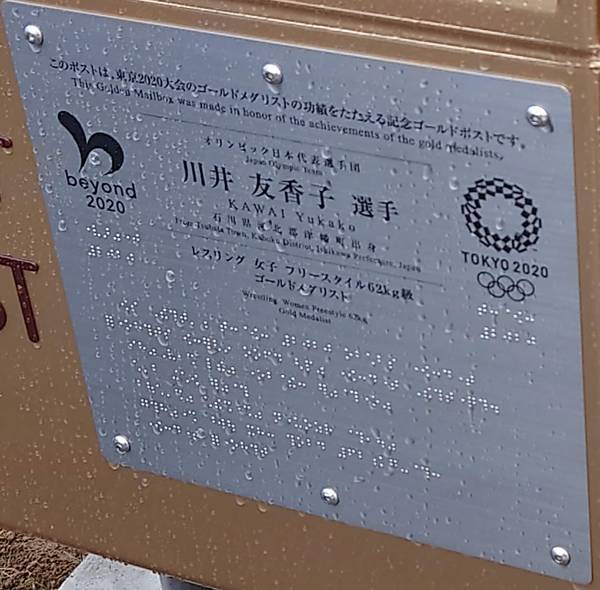 このポストは、東京2020大会のゴールドメダリストの功績をたたえる記念ゴールドポストです。
This Golden Mailbox was made in honor of the achievements of the gold medalists.
オリンピック日本代表選手団
Japan Olympic Team
川井 友香子 選手
KAWAI Yukako
石川県河北郡津幡町出身
From Tsubata Town, Kahoku District, Ishikawa Prefecture, Japan
レスリング 女子 フリースタイル62kg級
ゴールドメダリスト
Wrestling Women Freestyle 62kg
Gold Medalist
beyond
2020
TOKYO 2020